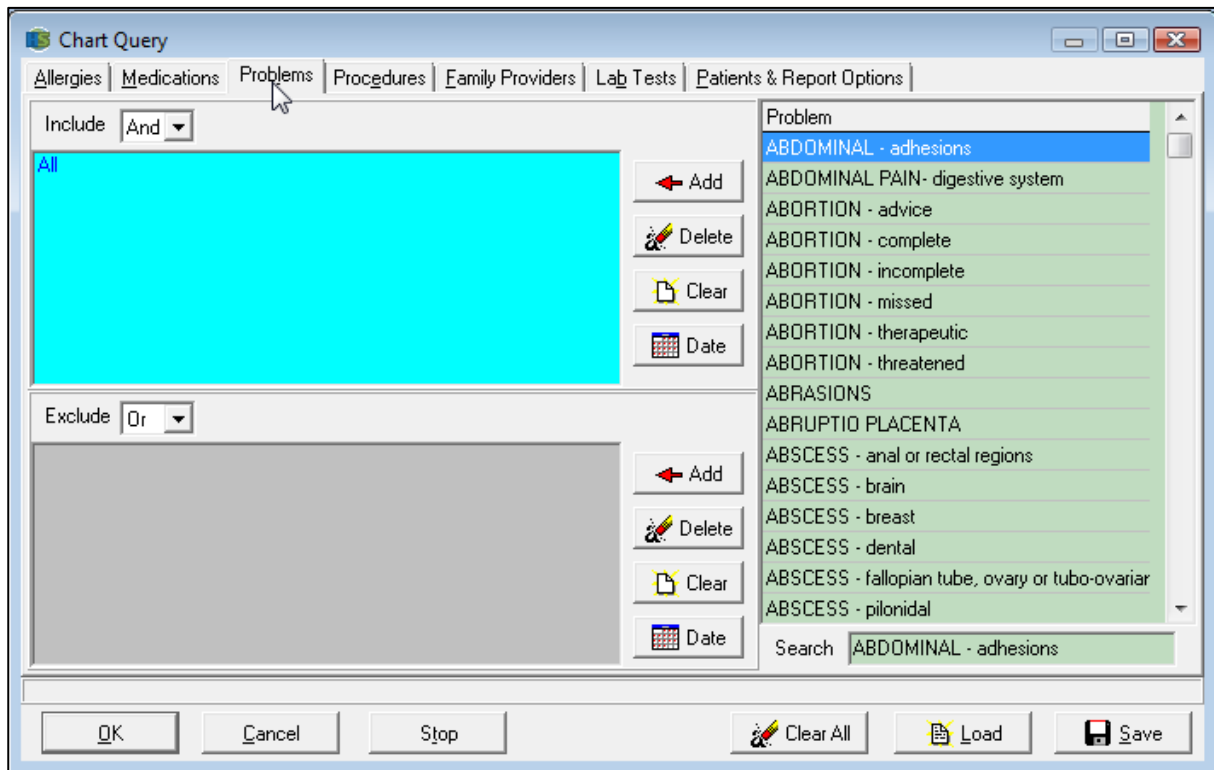 Chart Query
Allergies Medications Problems Procedures Family Providers Lab Tests Patients & Report Options
Include And
All
Add
Delete
Clear
Date
Exclude Or
Add
Delete
Clear
Date
Problem
ABDOMINAL - adhesions
ABDOMINAL PAIN- digestive system
ABORTION - advice
ABORTION - complete
ABORTION - incomplete
ABORTION - missed
ABORTION - therapeutic
ABORTION - threatened
ABRASIONS
ABRUPTIO PLACENTA
ABSCESS - anal or rectal regions
ABSCESS - brain
ABSCESS - breast
ABSCESS - dental
ABSCESS - fallopian tube, ovary or tubo-ovarian
ABSCESS - pilonidal
Search ABDOMINAL - adhesions
OK Cancel Stop Clear All Load Save